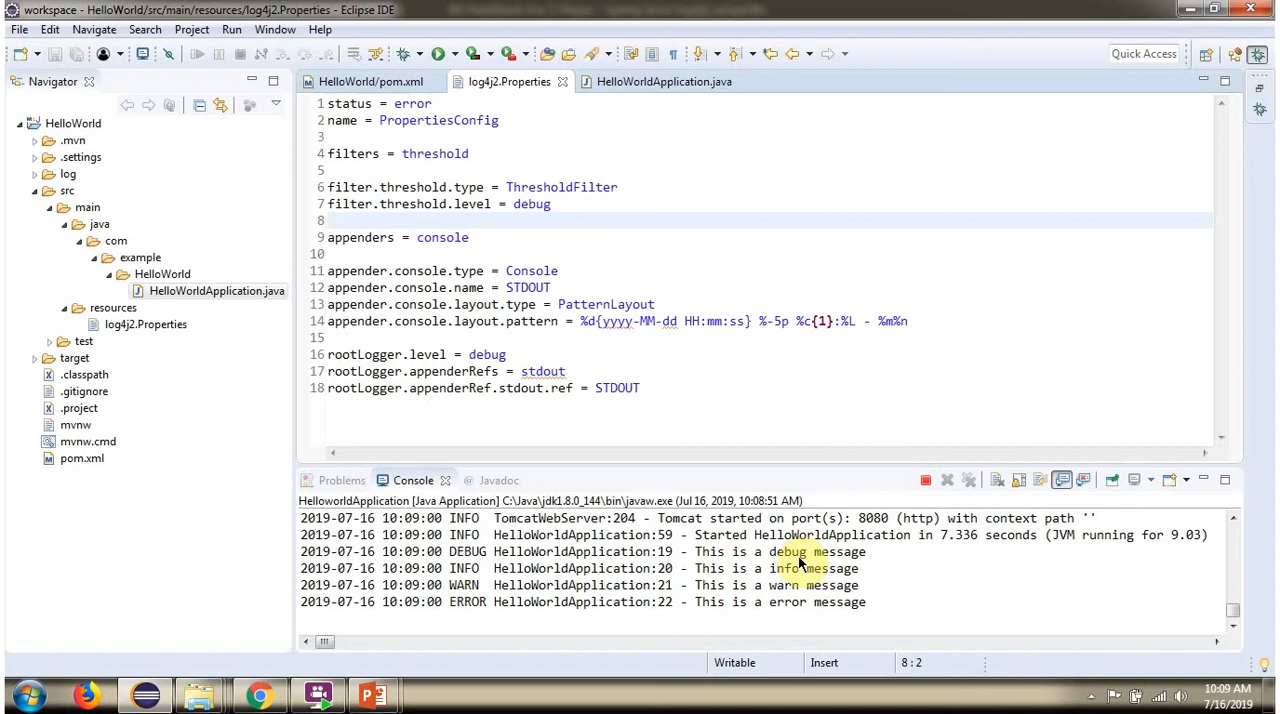 workspace - HelloWorld/src/main/resources/log4j2.Properties - Eclipse IDE
File Edit Navigate Search Project Run Window Help
Quick Access
Navigator
HelloWorld
.mvn
.settings
log
src
main
java
com
example
HelloWorld
HelloWorldApplication.java
resources
log4j2.Properties
test
target
.classpath
.gitignore
.project
mvnw
mvnw.cmd
pom.xml
HelloWorld/pom.xml log4j2.Properties HelloWorldApplication.java
1 status = error
2 name = PropertiesConfig
3
4 filters = threshold
5
6 filter.threshold.type = ThresholdFilter
7 filter.threshold.level = debug
8
9 appenders = console
10
11 appender.console.type = Console
12 appender.console.name = STDOUT
13 appender.console.layout.type = PatternLayout
14 appender.console.layout.pattern = %d{yyyy-MM-dd HH:mm:ss} %-5p %c{1}:%L - %m%n
15
16 rootLogger.level = debug
17 rootLogger.appenderRefs = stdout
18 rootLogger.appenderRef.stdout.ref = STDOUT
Problems Console Javadoc
HelloworldApplication [Java Application] C:\Java\jdk1.8.0_144\bin\javaw.exe (Jul 16, 2019, 10:08:51 AM)
2019-07-16 10:09:00 INFO TomcatWebServer:204 - Tomcat started on port(s): 8080 (http) with context path ''
2019-07-16 10:09:00 INFO HelloWorldApplication:59 - Started HelloWorldApplication in 7.336 seconds (JVM running for 9.03)
2019-07-16 10:09:00 DEBUG HelloWorldApplication:19 - This is a debug message
2019-07-16 10:09:00 INFO HelloWorldApplication:20 - This is a info message
2019-07-16 10:09:00 WARN HelloWorldApplication:21 - This is a warn message
2019-07-16 10:09:00 ERROR HelloWorldApplication:22 - This is a error message
Writable Insert 8 : 2
10:09 AM
7/16/2019